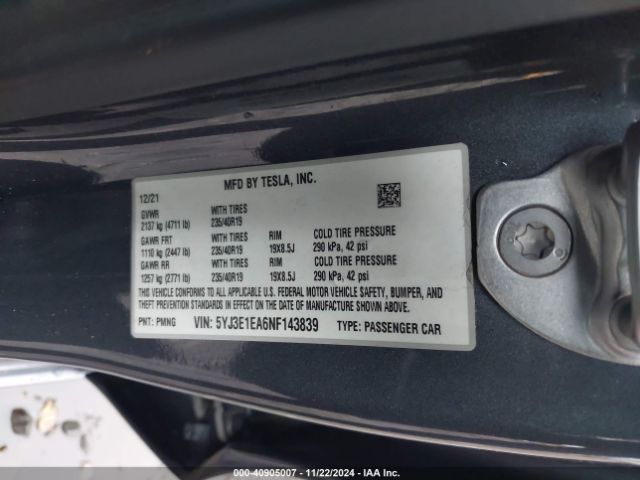 MFD BY TESLA, INC.
12/21
GVWR WITH TIRES
2137 kg (4711 lb) 235/40R19
GAWR FRT WITH TIRES RIM COLD TIRE PRESSURE
1110 kg (2447 lb) 235/40R19 19X8.5J 290 kPa, 42 psi
GAWR RR WITH TIRES RIM COLD TIRE PRESSURE
1257 kg (2771 lb) 235/40R19 19X8.5J 290 kPa, 42 psi
THIS VEHICLE CONFORMS TO ALL APPLICABLE U.S. FEDERAL MOTOR VEHICLE SAFETY, BUMPER, AND
THEFT PREVENTION STANDARDS IN EFFECT ON THE DATE OF MANUFACTURE SHOWN ABOVE.
PNT: PMNG VIN: 5YJ3E1EA6NF143839 TYPE: PASSENGER CAR
000-40905007 - 11/22/2024 - IAA Inc.